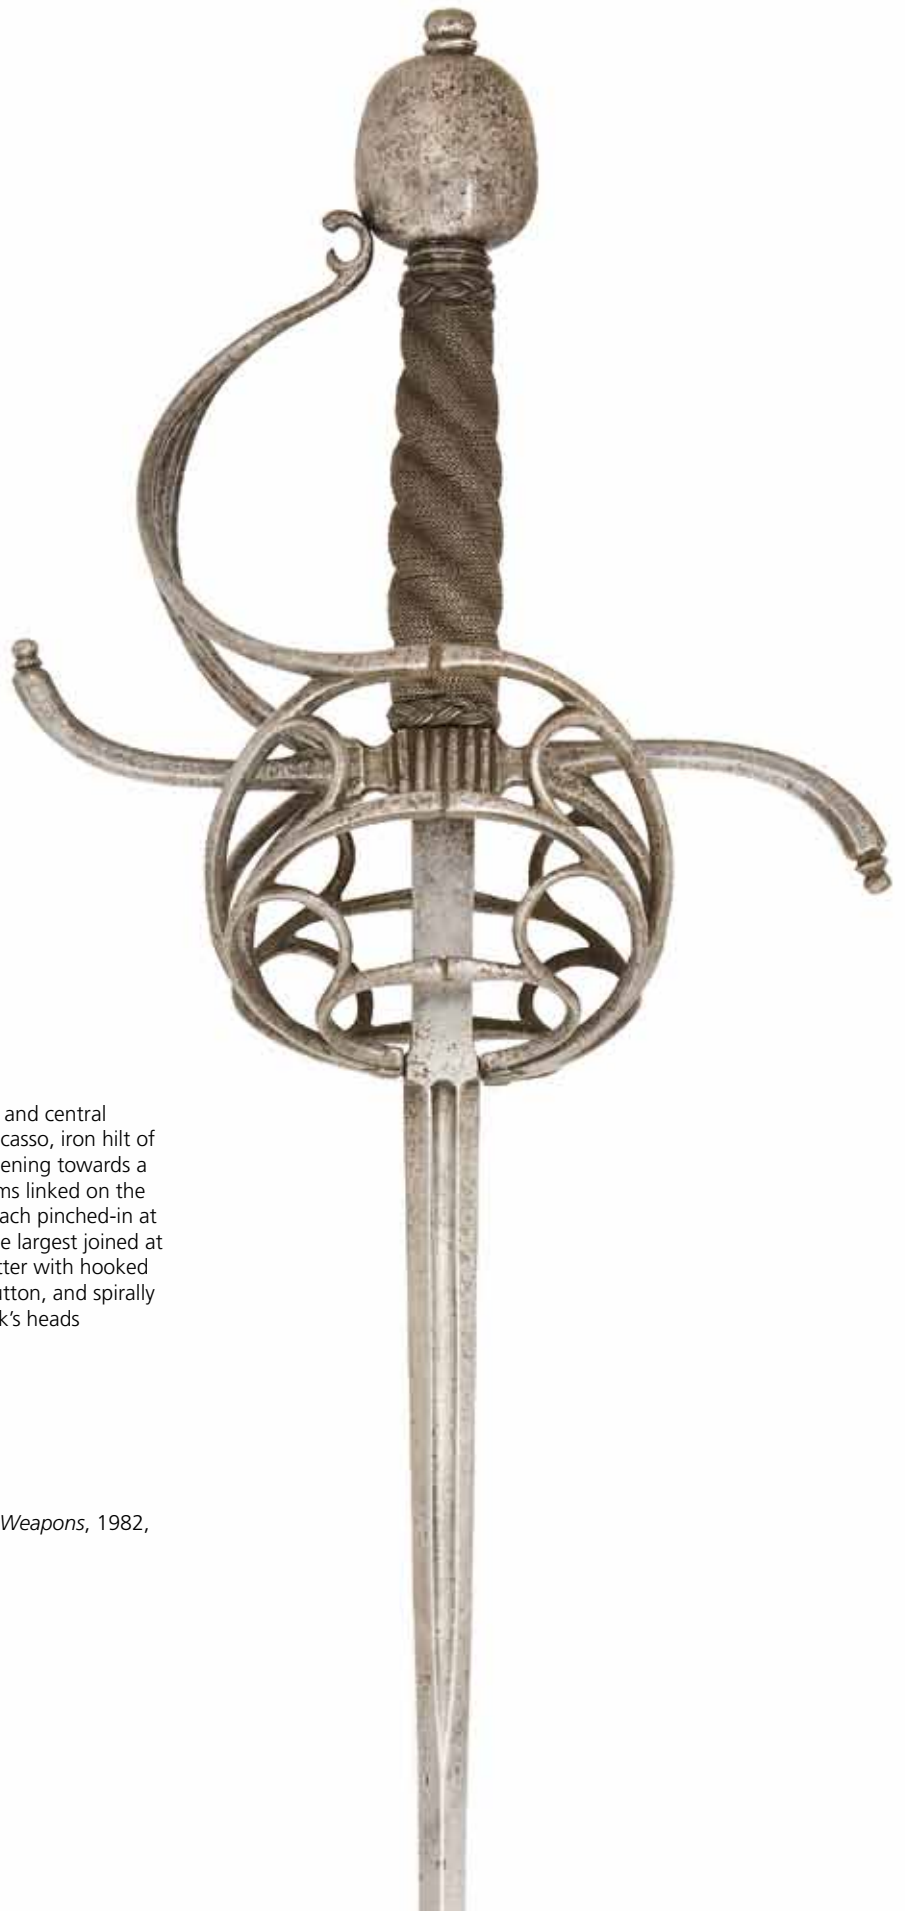 and central
casso, iron hilt of
ening towards a
ms linked on the
ach pinched-in at
e largest joined at
tter with hooked
utton, and spirally
k's heads
Weapons, 1982,